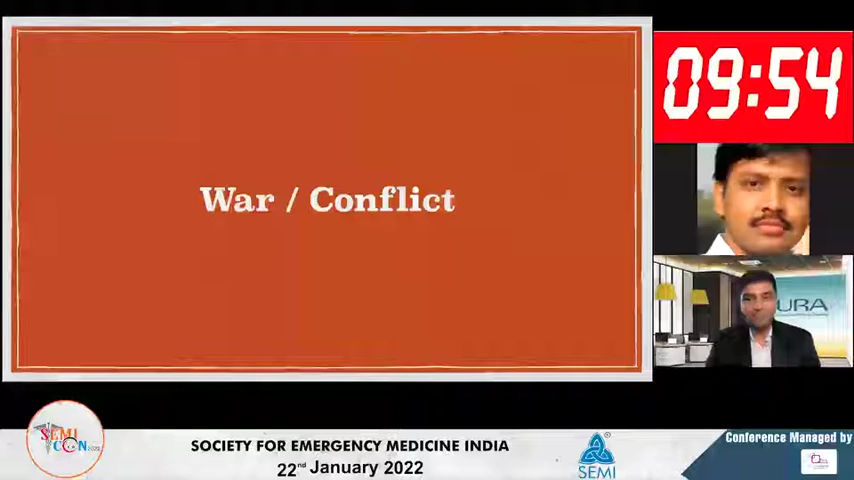 War / Conflict
09:54
URA
SEMI
CON 2022
SOCIETY FOR EMERGENCY MEDICINE INDIA
22nd January 2022
SEMI
Conference Managed by